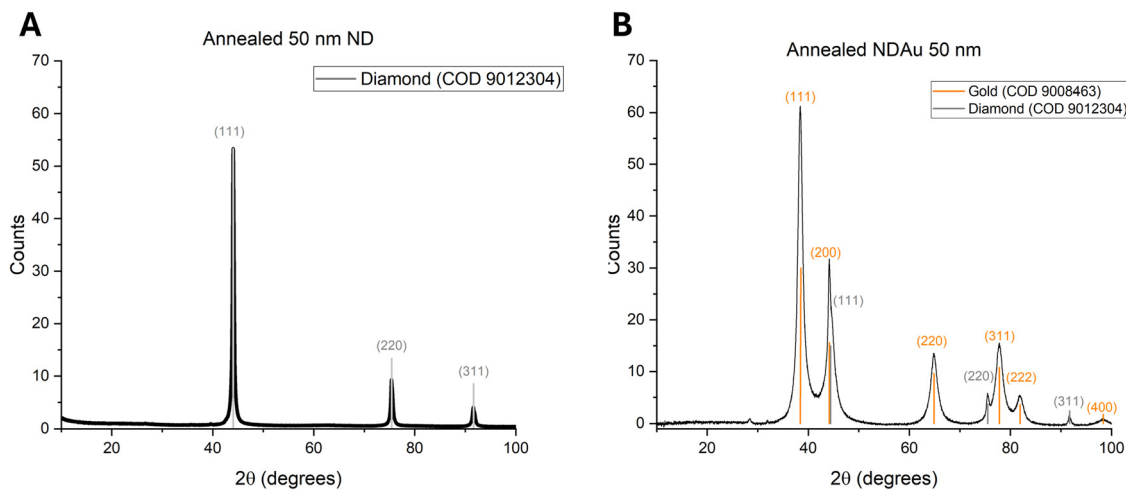 A
Annealed 50 nm ND
70
60
50
40
30
20
10
0
Counts
Diamond (COD 9012304)
(111)
(220)
(311)
20 40 60 80 100
2θ (degrees)
B
Annealed NDAu 50 nm
70
60
50
40
30
20
10
0
Counts
Gold (COD 9008463)
Diamond (COD 9012304)
(111)
(200)
(111)
(220)
(220)
(311)
(222)
(311)
(400)
20 40 60 80 100
2θ (degrees)